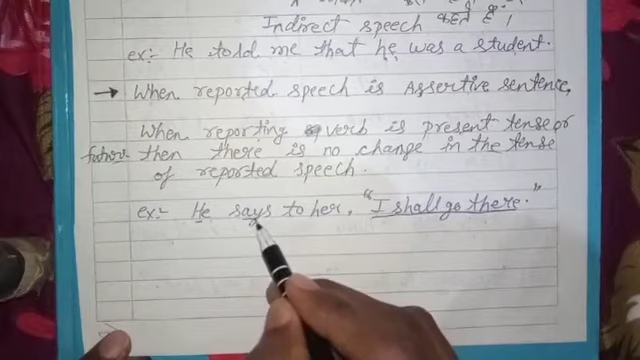 Indirect speech कहते हैं,
ex:- He told me that he was a student.
→ When reported speech is Assertive sentence,
When reporting verb is present tense or
future then there is no change in the tense
of reported speech.
ex:- He says to her, "I shall go there."